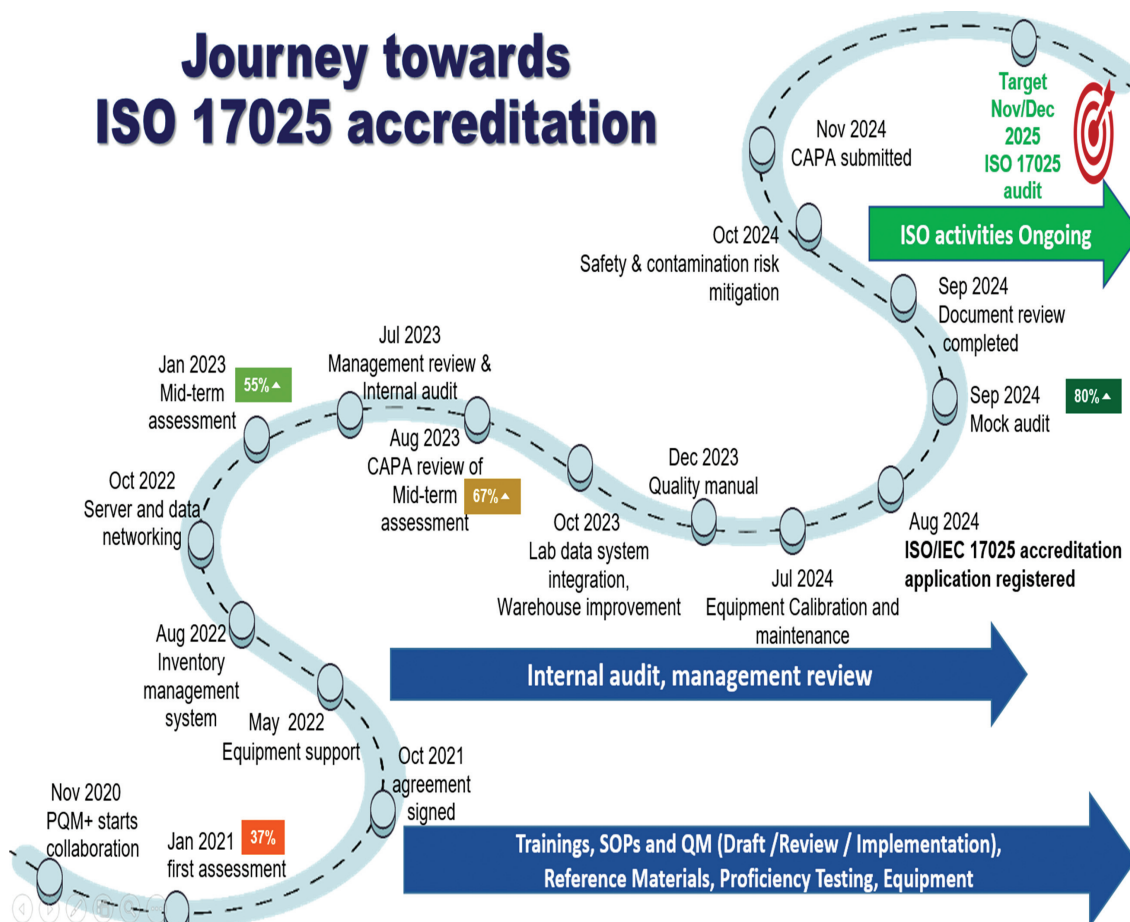 Journey towards
ISO 17025 accreditation
Nov 2020
PQM+ starts
collaboration
Jan 2021
first assessment
37%
Oct 2021
agreement
signed
May 2022
Equipment support
Aug 2022
Inventory
management
system
Oct 2022
Server and data
networking
Jan 2023
Mid-term
assessment
55%
Jul 2023
Management review &
Internal audit
Aug 2023
CAPA review of
Mid-term
assessment
67%
Oct 2023
Lab data system
integration,
Warehouse improvement
Dec 2023
Quality manual
Jul 2024
Equipment Calibration and
maintenance
Aug 2024
ISO/IEC 17025 accreditation
application registered
Sep 2024
Mock audit
80%
Sep 2024
Document review
completed
Oct 2024
Safety & contamination risk
mitigation
Nov 2024
CAPA submitted
Target
Nov/Dec
2025
ISO 17025
audit
ISO activities Ongoing
Internal audit, management review
Trainings, SOPs and QM (Draft /Review / Implementation),
Reference Materials, Proficiency Testing, Equipment